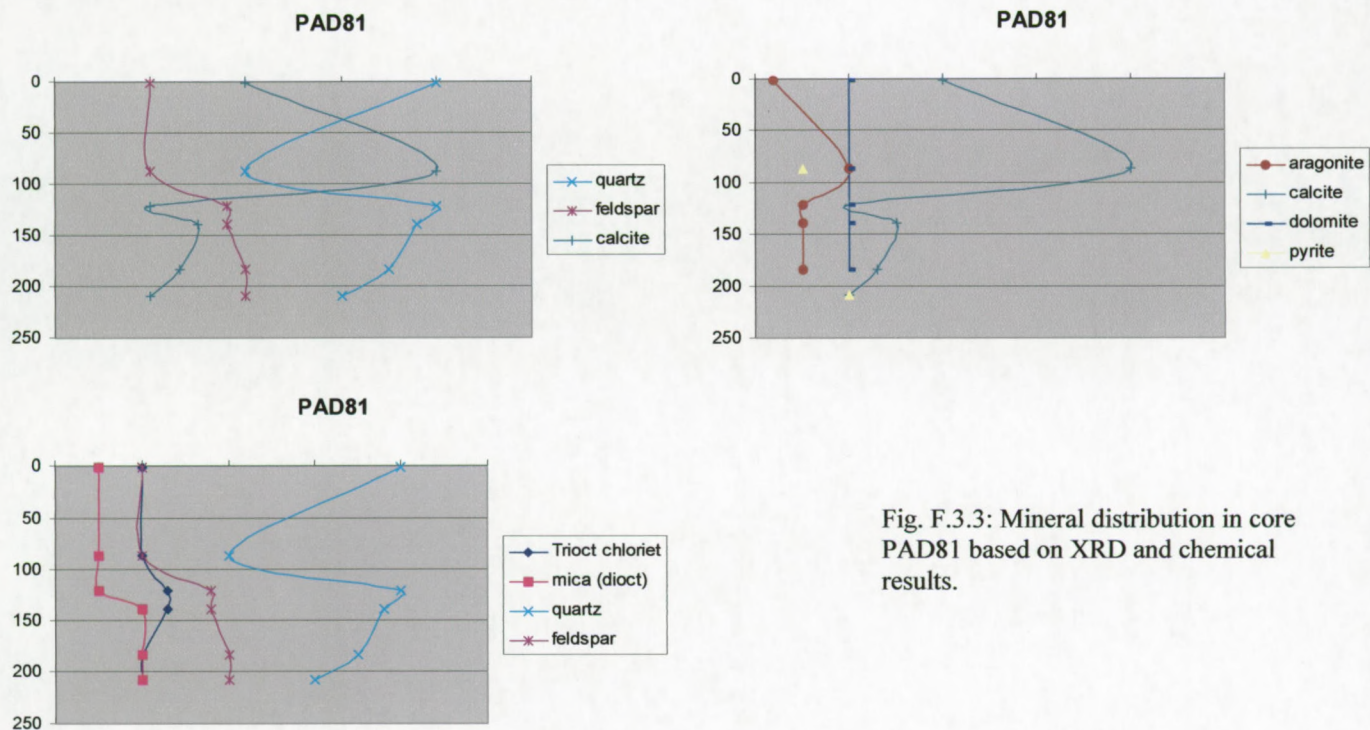 PAD81
0
50
100
150
200
250
quartz
feldspar
calcite
PAD81
0
50
100
150
200
250
aragonite
calcite
dolomite
pyrite
PAD81
0
50
100
150
200
250
Trioct chloriet
mica (dioct)
quartz
feldspar
Fig. F.3.3: Mineral distribution in core
PAD81 based on XRD and chemical
results.